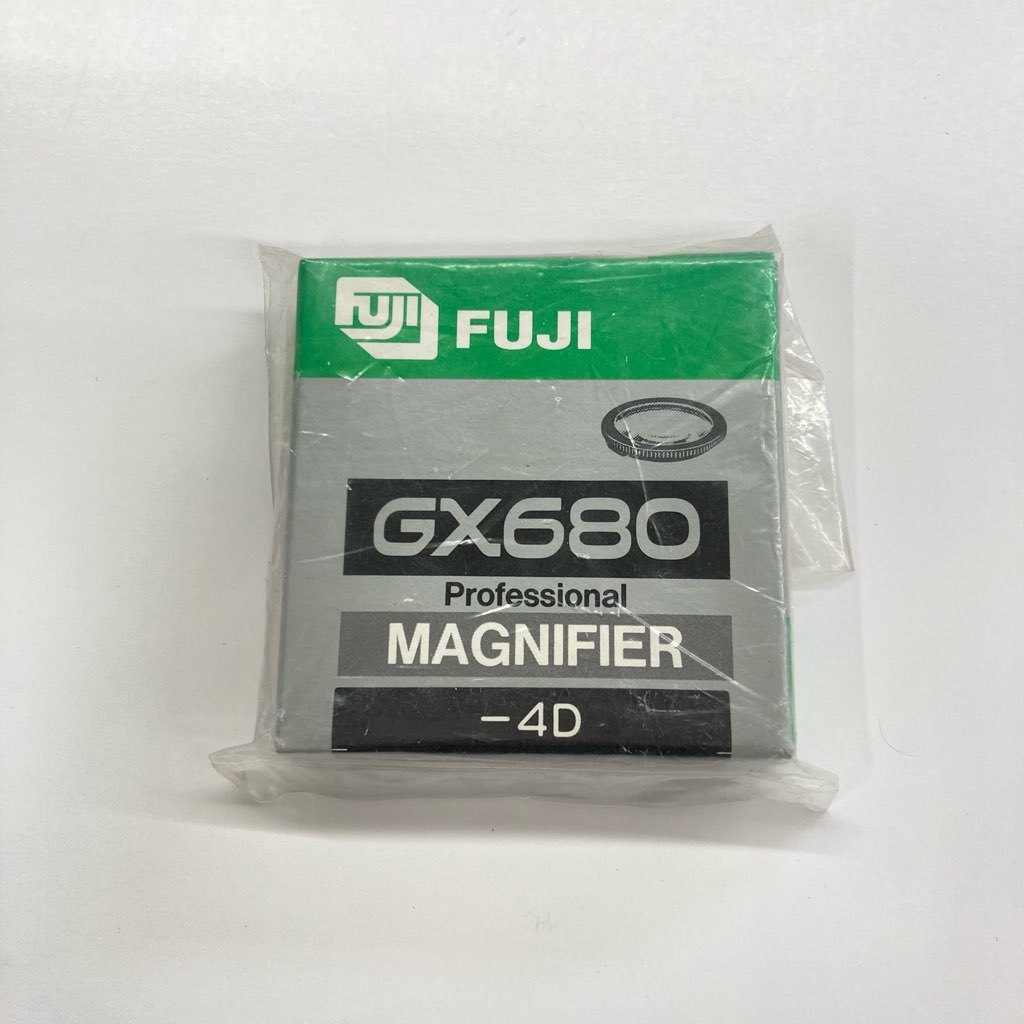 FUJI FUJI
GX680
Professional
MAGNIFIER
-4D